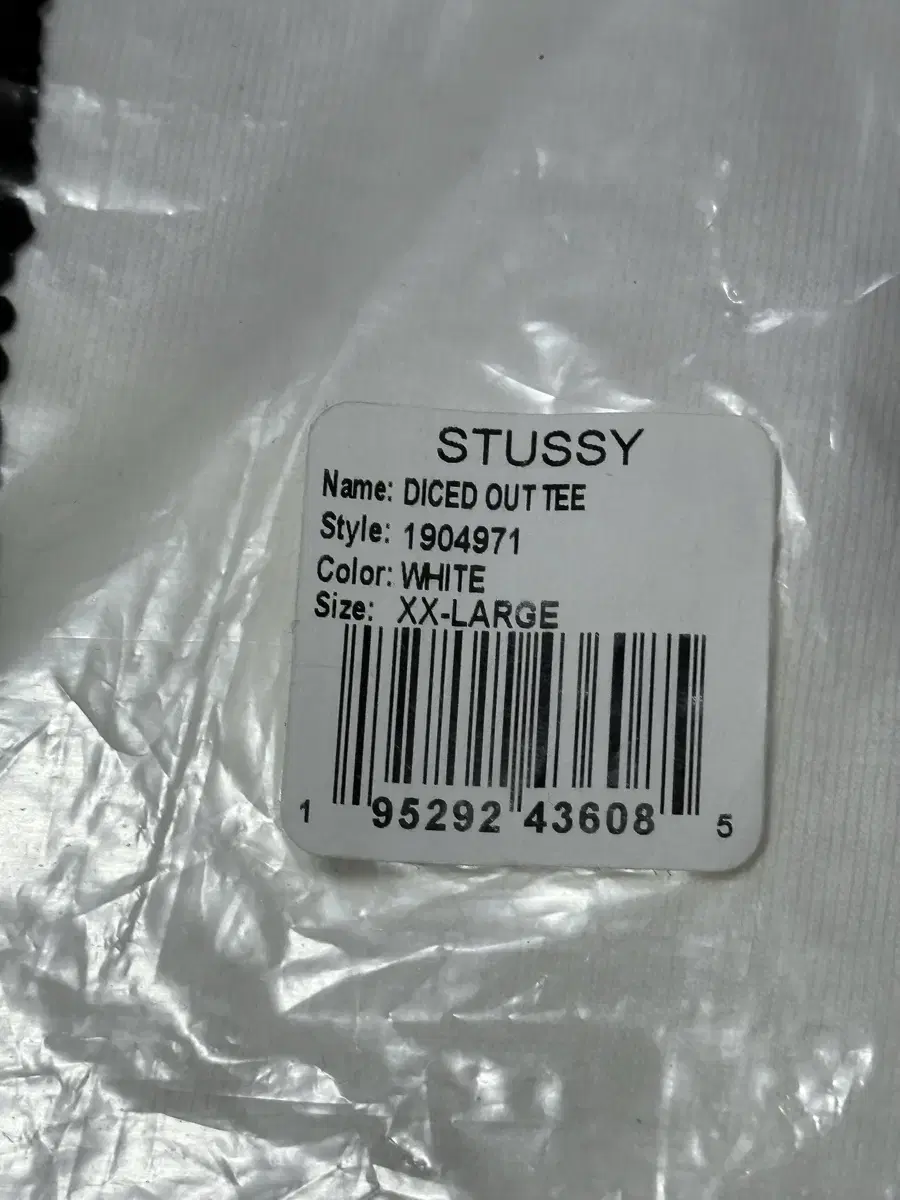 STUSSY
Name: DICED OUT TEE
Style: 1904971
Color: WHITE
Size: XX-LARGE
1 95292 43608 5